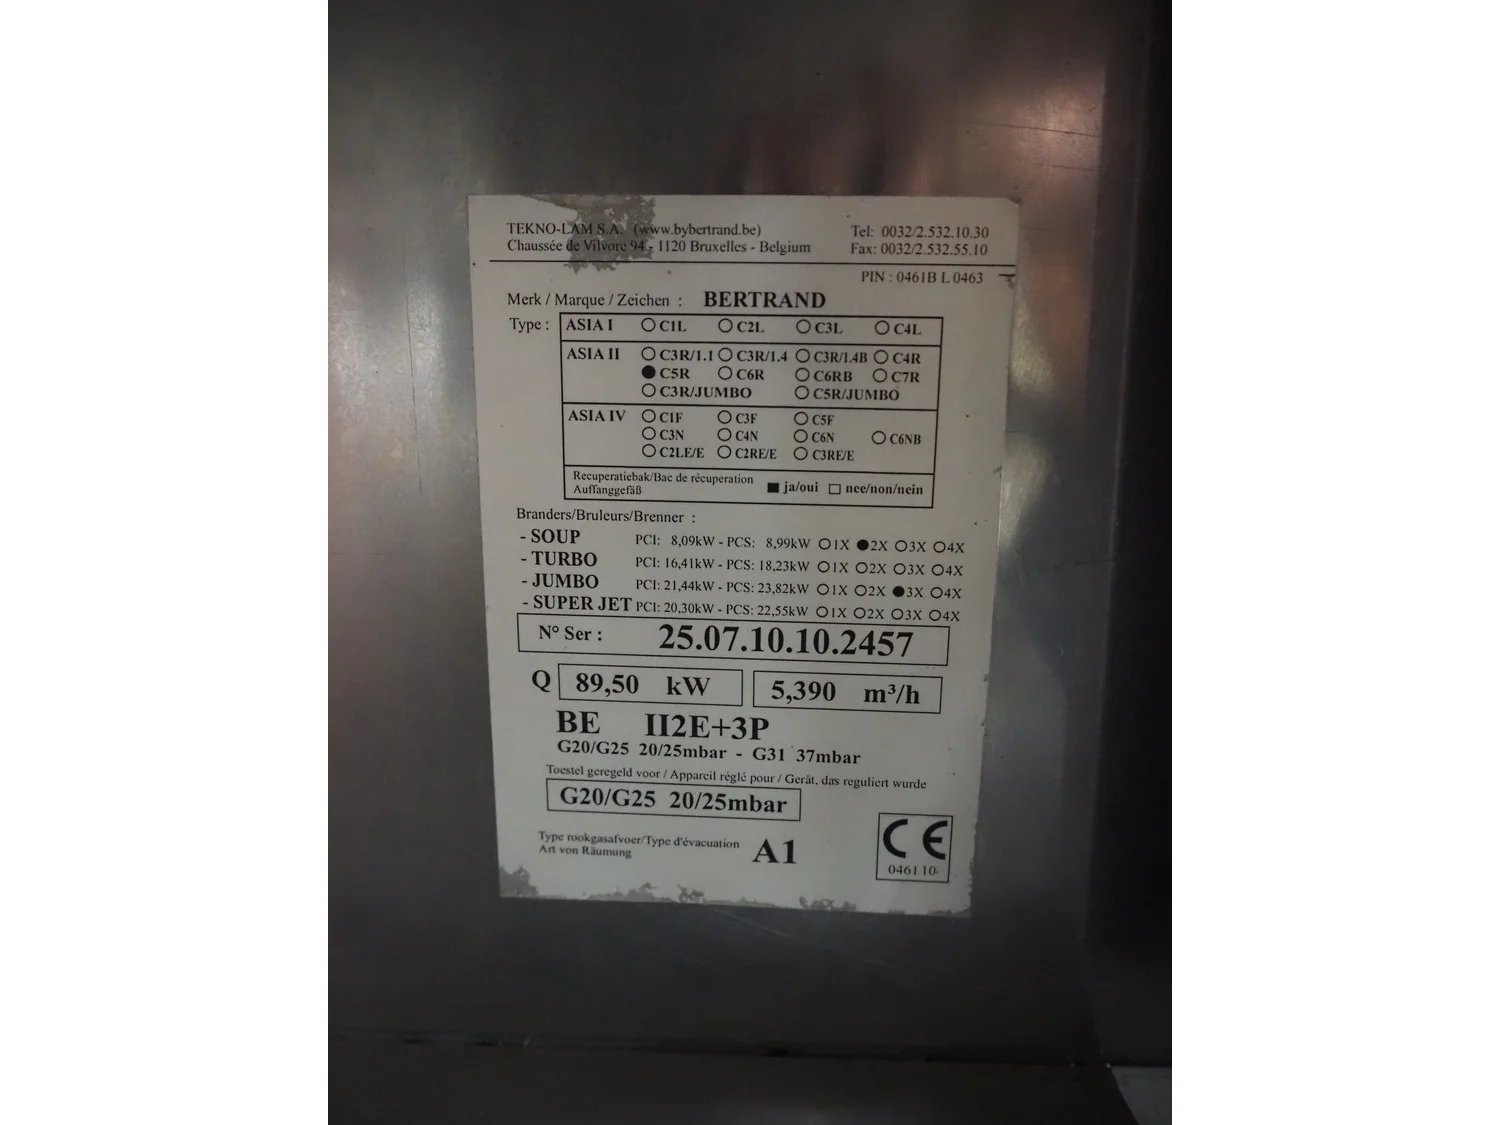 TEKNO-LAM S.A. (www.bybertrand.be) Tel: 0032/2.532.10.30
Chaussée de Vilvore 94 - 1120 Bruxelles - Belgium Fax: 0032/2.532.55.10
PIN : 0461B L 0463
Merk / Marque / Zeichen : BERTRAND
Type : ASIA I ○ C1L ○ C2L ○ C3L ○ C4L
ASIA II ○ C3R/1.1 ○ C3R/1.4 ○ C3R/1.4B ○ C4R
● C5R ○ C6R ○ C6RB ○ C7R
○ C3R/JUMBO ○ C5R/JUMBO
ASIA IV ○ C1F ○ C3F ○ C5F
○ C3N ○ C4N ○ C6N ○ C6NB
○ C2LE/E ○ C2RE/E ○ C3RE/E
Recuperatiebak/Bac de récuperation
Auffanggefäß ■ ja/oui □ nee/non/nein
Branders/Bruleurs/Brenner :
- SOUP PCI: 8,09kW - PCS: 8,99kW ○1X ●2X ○3X ○4X
- TURBO PCI: 16,41kW - PCS: 18,23kW ○1X ○2X ○3X ○4X
- JUMBO PCI: 21,44kW - PCS: 23,82kW ○1X ○2X ●3X ○4X
- SUPER JET PCI: 20,30kW - PCS: 22,55kW ○1X ○2X ○3X ○4X
N° Ser : 25.07.10.10.2457
Q 89,50 kW 5,390 m³/h
BE II2E+3P
G20/G25 20/25mbar - G31 37mbar
Toestel geregeld voor / Appareil réglé pour / Gerät, das reguliert wurde
G20/G25 20/25mbar
Type rookgasafvoer/Type d'évacuation
Art von Räumung A1
CE
0461 10